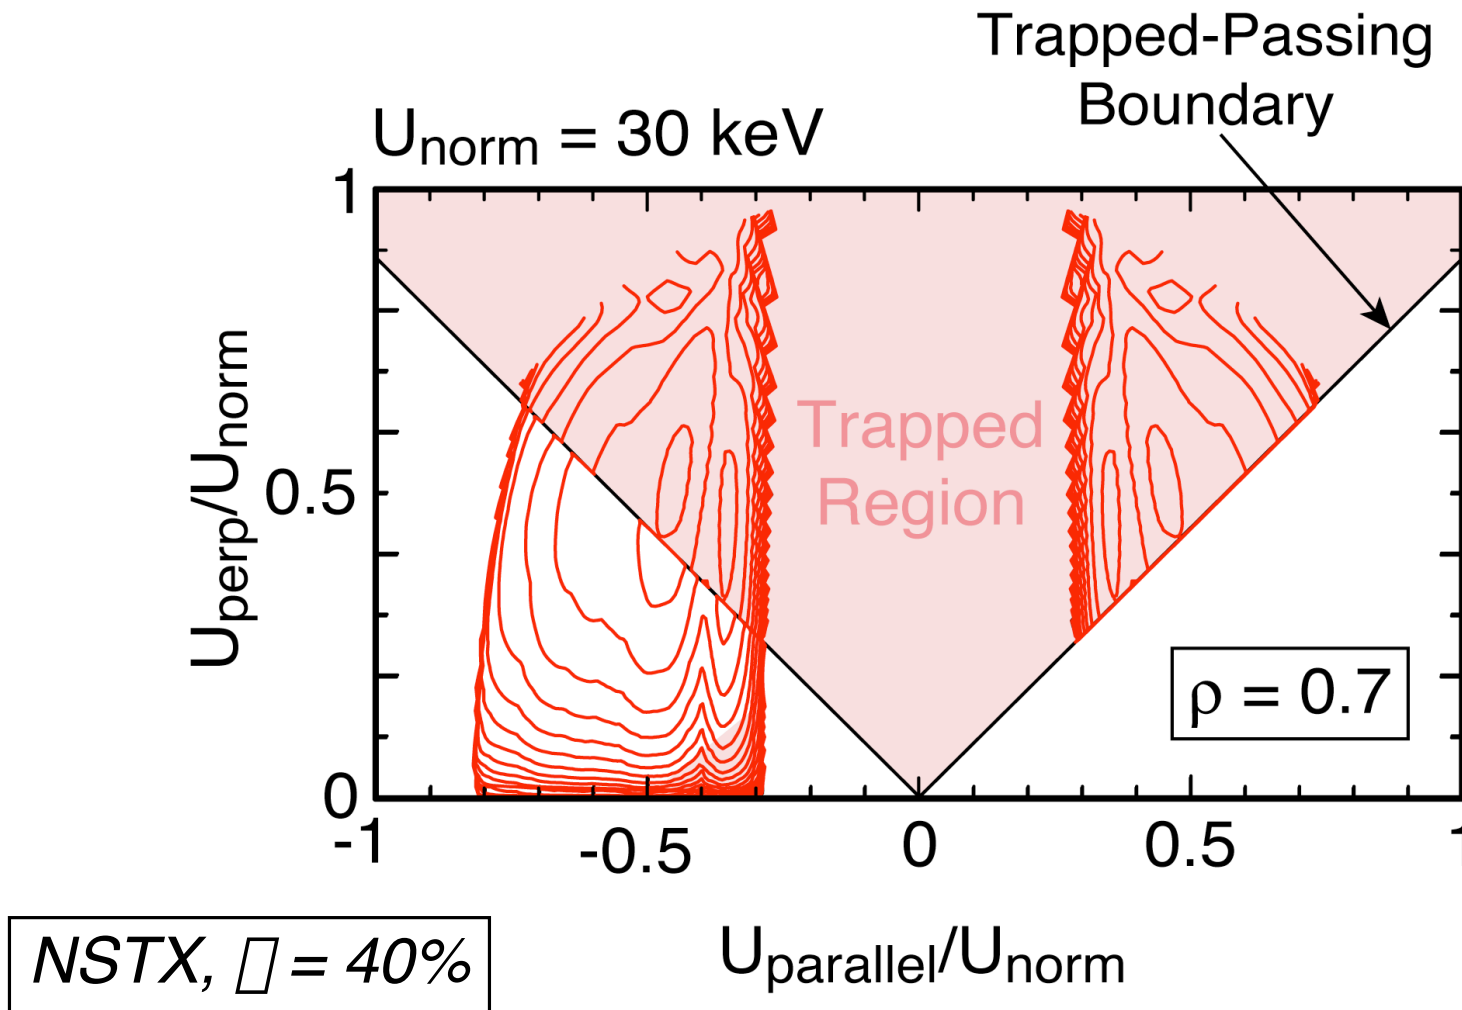 Trapped-Passing
Boundary
Unorm = 30 keV
1
Uperp/Unorm
0.5
Trapped
Region
ρ = 0.7
0
-1
-0.5
0
0.5
1
Uparallel/Unorm
NSTX, = 40%